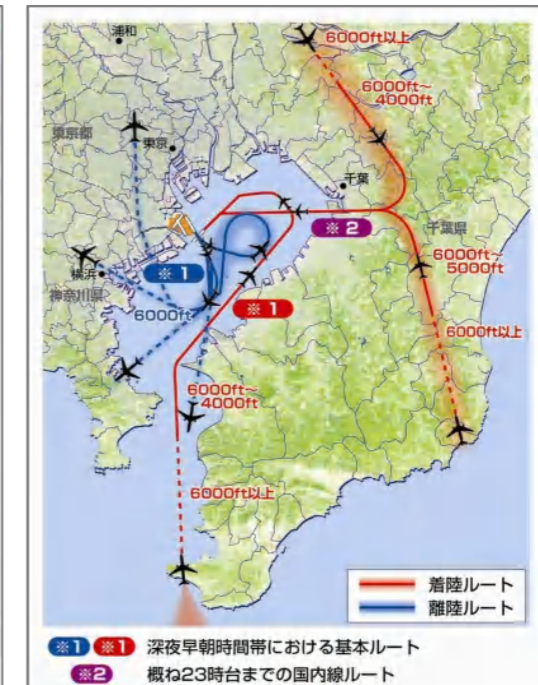 浦和
6000ft以上
6000ft～
4000ft
東京都
東京
千葉
※2
千葉県
横浜
※1
神奈川県
6000ft
※1
6000ft～
5000ft
6000ft以上
6000ft～
4000ft
6000ft以上
着陸ルート
離陸ルート
※1 ※1 深夜早朝時間帯における基本ルート
※2 概ね23時台までの国内線ルート